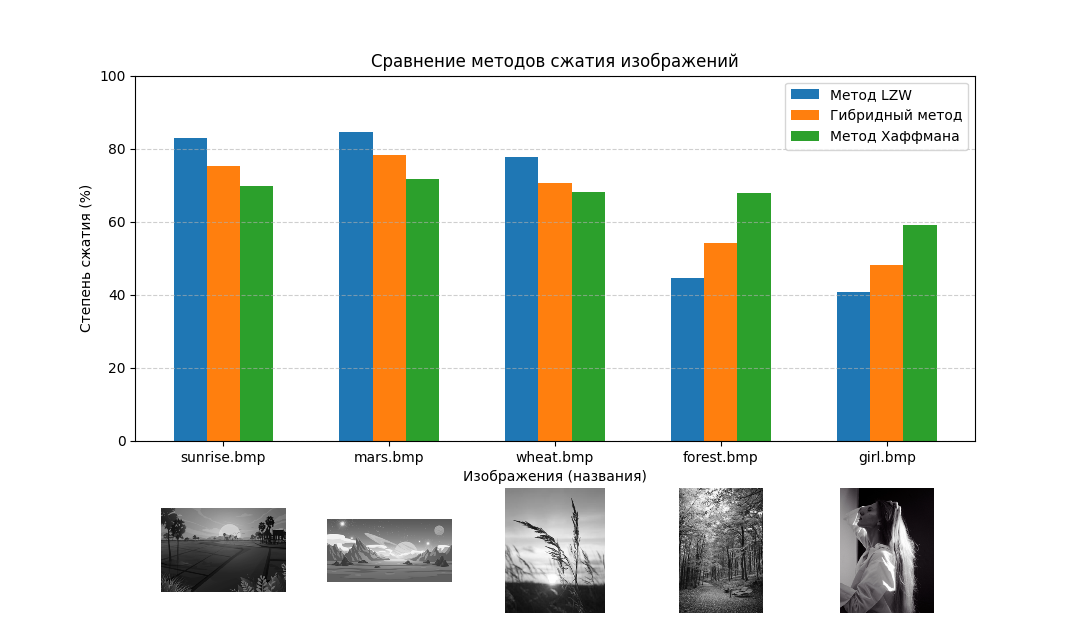 Сравнение методов сжатия изображений
Степень сжатия (%)
100
80
60
40
20
0
Метод LZW
Гибридный метод
Метод Хаффмана
sunrise.bmp mars.bmp wheat.bmp forest.bmp girl.bmp
Изображения (названия)